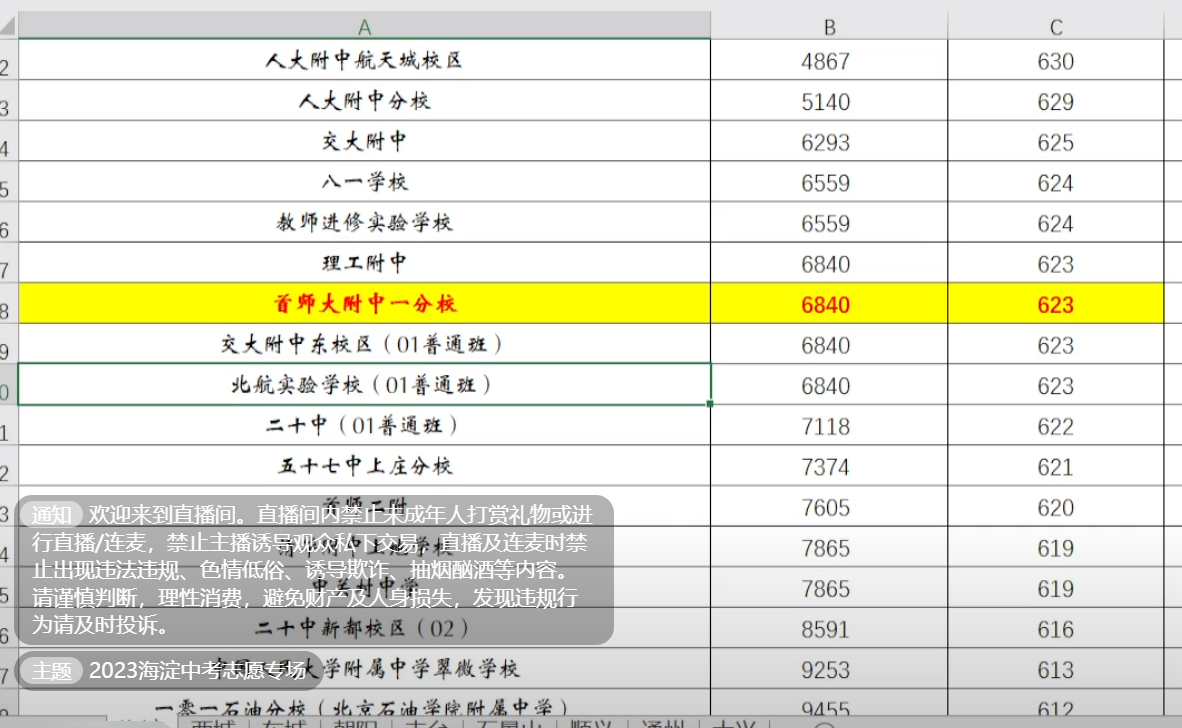 A B C
2 人大附中航天城校区 4867 630
3 人大附中分校 5140 629
4 交大附中 6293 625
5 八一学校 6559 624
6 教师进修实验学校 6559 624
7 理工附中 6840 623
8 首师大附中一分校 6840 623
9 交大附中东校区（01普通班） 6840 623
0 北航实验学校（01普通班） 6840 623
1 二十中（01普通班） 7118 622
2 五十七中上庄分校 7374 621
3 首师二附 7605 620
通知 欢迎来到直播间。直播间内禁止未成年人打赏礼物或进
行直播/连麦，禁止主播诱导观众私下交易，直播及连麦时禁
止出现违法违规、色情低俗、诱导欺诈、抽烟酗酒等内容。
请谨慎判断，理性消费，避免财产及人身损失，发现违规行
为请及时投诉。
4 7865 619
5 中关村中学 7865 619
6 二十中新都校区（02） 8591 616
7 大学附属中学翠微学校 9253 613
主题 2023海淀中考志愿专场
一零一石油分校（北京石油学院附属中学） 9455 612
西城 东城 朝阳 丰台 石景山 顺义 通州 大兴